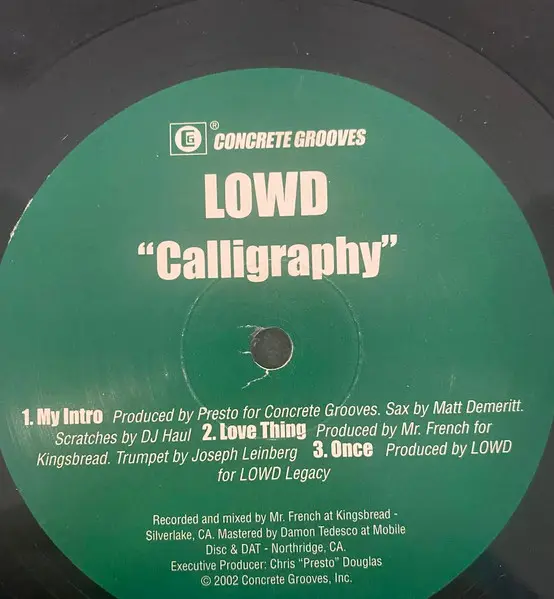 CG® CONCRETE GROOVES
LOWD
“Calligraphy”
1. My Intro Produced by Presto for Concrete Grooves. Sax by Matt Demeritt.
Scratches by DJ Haul 2. Love Thing Produced by Mr. French for
Kingsbread. Trumpet by Joseph Leinberg 3. Once Produced by LOWD
for LOWD Legacy
Recorded and mixed by Mr. French at Kingsbread -
Silverlake, CA. Mastered by Damon Tedesco at Mobile
Disc & DAT - Northridge, CA.
Executive Producer: Chris “Presto” Douglas
© 2002 Concrete Grooves, Inc.